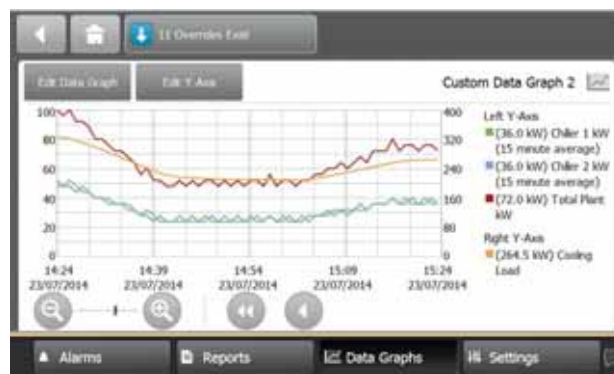 11 Overrides Exist
Edit Data Graph
Edit Y Axis
Custom Data Graph 2
100
80
60
40
20
0
400
320
240
160
80
0
14:24
23/07/2014
14:39
23/07/2014
14:54
23/07/2014
15:09
23/07/2014
15:24
23/07/2014
Left Y-Axis
(36.0 kW) Chiller 1 kW
(15 minute average)
(36.0 kW) Chiller 2 kW
(15 minute average)
(72.0 kW) Total Plant
kW
Right Y-Axis
(264.5 kW) Cooling
Load
Alarms
Reports
Data Graphs
Settings